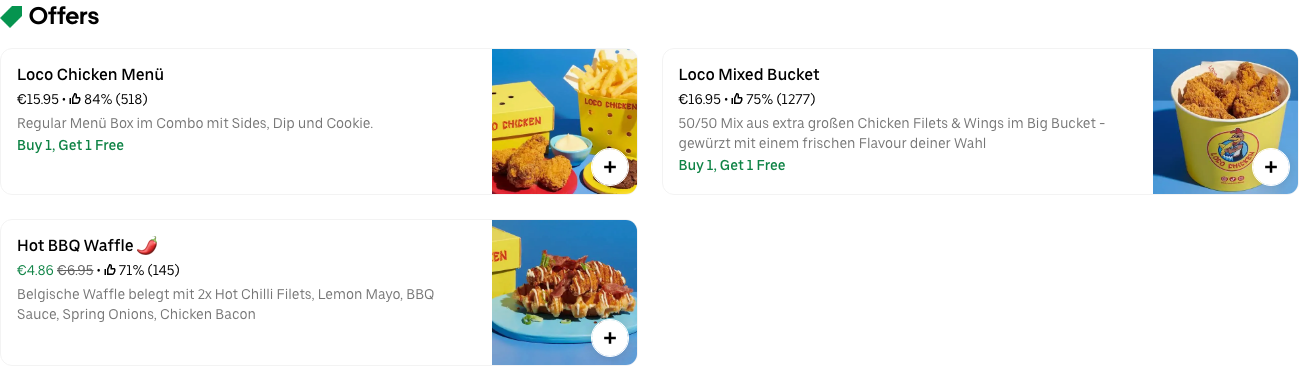 Offers
Loco Chicken Menü
€15.95 • 84% (518)
Regular Menü Box im Combo mit Sides, Dip und Cookie.
Buy 1, Get 1 Free
LOCO CHICKEN
CHICKEN
Loco Mixed Bucket
€16.95 • 75% (1277)
50/50 Mix aus extra großen Chicken Filets & Wings im Big Bucket -
gewürzt mit einem frischen Flavour deiner Wahl
Buy 1, Get 1 Free
LOCO CHICKEN
Hot BBQ Waffle 🌶️
€4.86 €6.95 • 71% (145)
Belgische Waffle belegt mit 2x Hot Chilli Filets, Lemon Mayo, BBQ
Sauce, Spring Onions, Chicken Bacon